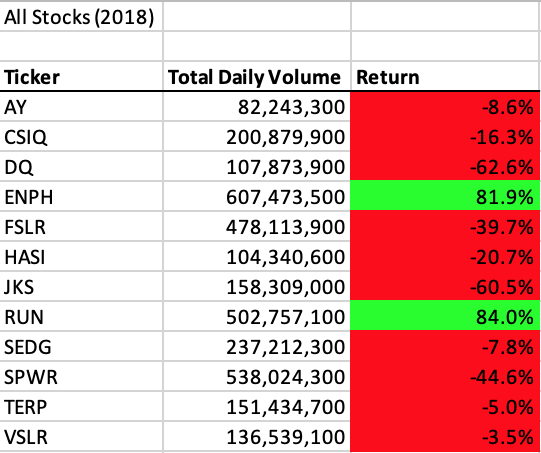 All Stocks (2018)
Ticker Total Daily Volume Return
AY 82,243,300 -8.6%
CSIQ 200,879,900 -16.3%
DQ 107,873,900 -62.6%
ENPH 607,473,500 81.9%
FSLR 478,113,900 -39.7%
HASI 104,340,600 -20.7%
JKS 158,309,000 -60.5%
RUN 502,757,100 84.0%
SEDG 237,212,300 -7.8%
SPWR 538,024,300 -44.6%
TERP 151,434,700 -5.0%
VSLR 136,539,100 -3.5%